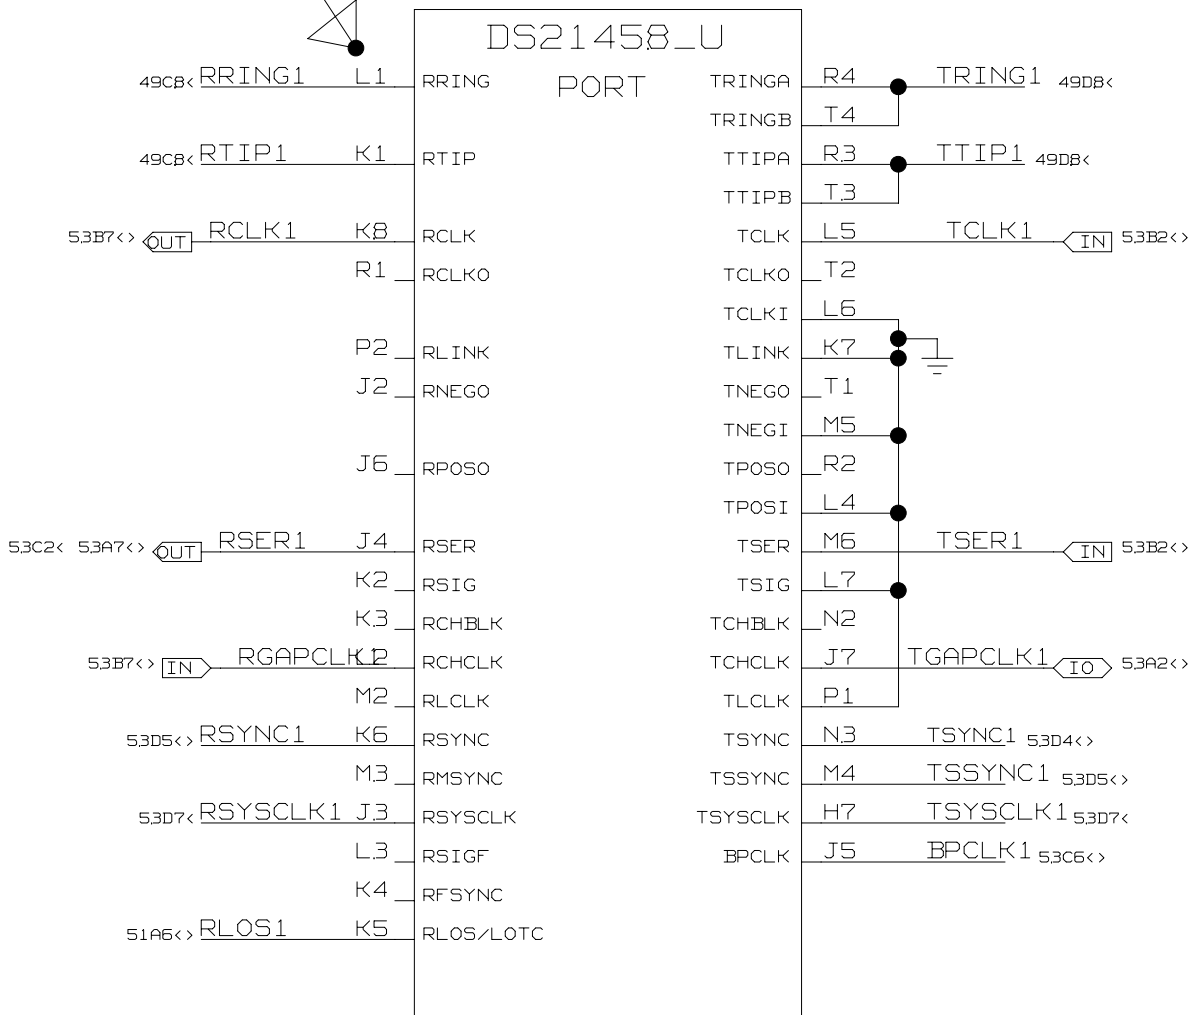 DS21458_U
PORT
49C8< RRING1 L1 RRING TRINGA R4 TRING1 49D8<
TRINGB T4
49C8< RTIP1 K1 RTIP TTIPA R3 TTIP1 49D8<
TTIPB T3
53B7<> OUT RCLK1 K8 RCLK TCLK L5 TCLK1 IN 53B2<>
R1 RCLKO TCLKO T2
TCLKI L6
P2 RLINK TLINK K7
J2 RNEGO TNEGO T1
TNEGI M5
J6 RPOSO TPOSO R2
TPOSI L4
53C2< 53A7<> OUT RSER1 J4 RSER TSER M6 TSER1 IN 53B2<>
K2 RSIG TSIG L7
K3 RCHBLK TCHBLK N2
53B7<> IN RGAPCLK1 L2 RCHCLK TCHCLK J7 TGAPCLK1 IO 53A2<>
M2 RLCLK TLCLK P1
53D5<> RSYNC1 K6 RSYNC TSYNC N3 TSYNC1 53D4<>
M3 RMSYNC TSSYNC M4 TSSYNC1 53D5<>
53D7< RSYSCLK1 J3 RSYSCLK TSYSCLK H7 TSYSCLK1 53D7<
L3 RSIGF BPCLK J5 BPCLK1 53C6<>
K4 RFSYNC
51A6<> RLOS1 K5 RLOS/LOTC